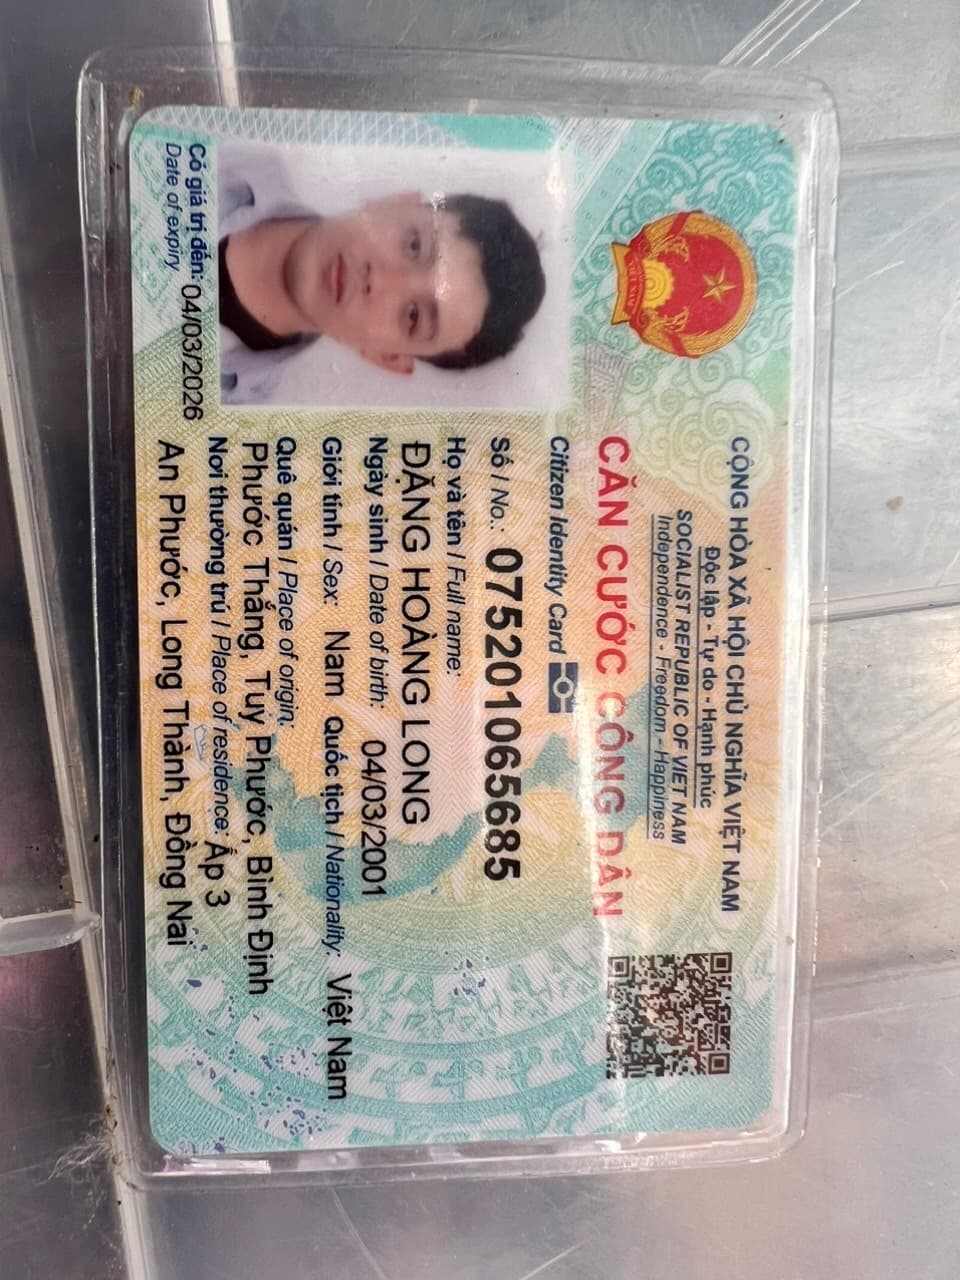 CỘNG HÒA XÃ HỘI CHỦ NGHĨA VIỆT NAM
Độc lập - Tự do - Hạnh phúc
SOCIALIST REPUBLIC OF VIET NAM
Independence - Freedom - Happiness
CĂN CƯỚC CÔNG DÂN
Citizen Identity Card
Số / No.: 075201065685
Họ và tên / Full name:
ĐẶNG HOÀNG LONG
Ngày sinh / Date of birth: 04/03/2001
Giới tính / Sex: Nam Quốc tịch / Nationality: Việt Nam
Quê quán / Place of origin:
Phước Thắng, Tuy Phước, Bình Định
Nơi thường trú / Place of residence: Ấp 3
An Phước, Long Thành, Đồng Nai
Có giá trị đến: 04/03/2026
Date of expiry
VIỆT NAM